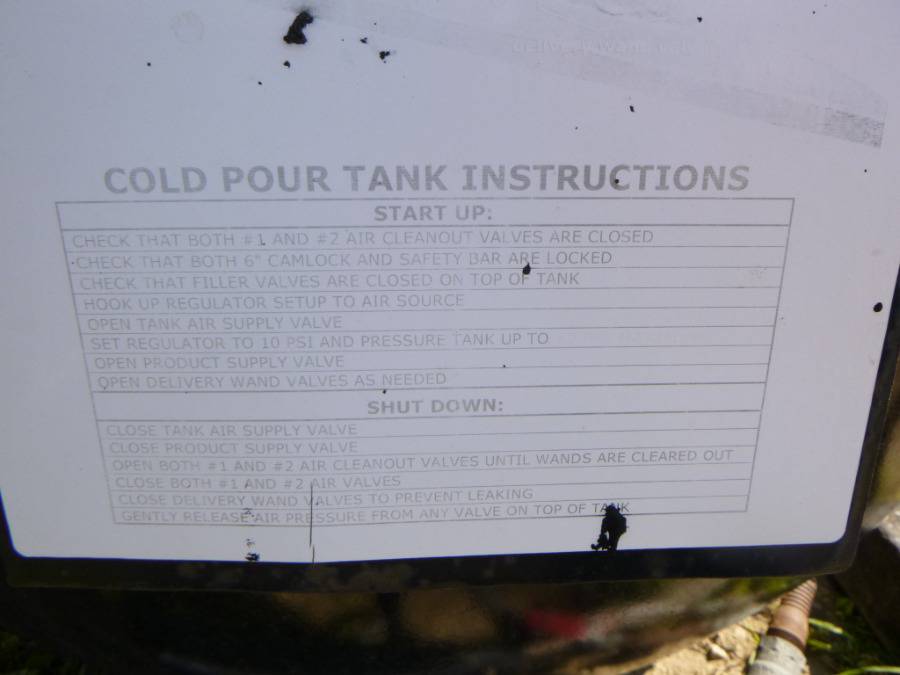 COLD POUR TANK INSTRUCTIONS
START UP:
CHECK THAT BOTH #1 AND #2 AIR CLEANOUT VALVES ARE CLOSED
CHECK THAT BOTH 6" CAMLOCK AND SAFETY BAR ARE LOCKED
CHECK THAT FILLER VALVES ARE CLOSED ON TOP OF TANK
HOOK UP REGULATOR SETUP TO AIR SOURCE
OPEN TANK AIR SUPPLY VALVE
SET REGULATOR TO 10 PSI AND PRESSURE TANK UP TO
OPEN PRODUCT SUPPLY VALVE
OPEN DELIVERY WAND VALVES AS NEEDED
SHUT DOWN:
CLOSE TANK AIR SUPPLY VALVE
CLOSE PRODUCT SUPPLY VALVE
OPEN BOTH #1 AND #2 AIR CLEANOUT VALVES UNTIL WANDS ARE CLEARED OUT
CLOSE BOTH #1 AND #2 AIR VALVES
CLOSE DELIVERY WAND VALVES TO PREVENT LEAKING
GENTLY RELEASE AIR PRESSURE FROM ANY VALVE ON TOP OF TANK